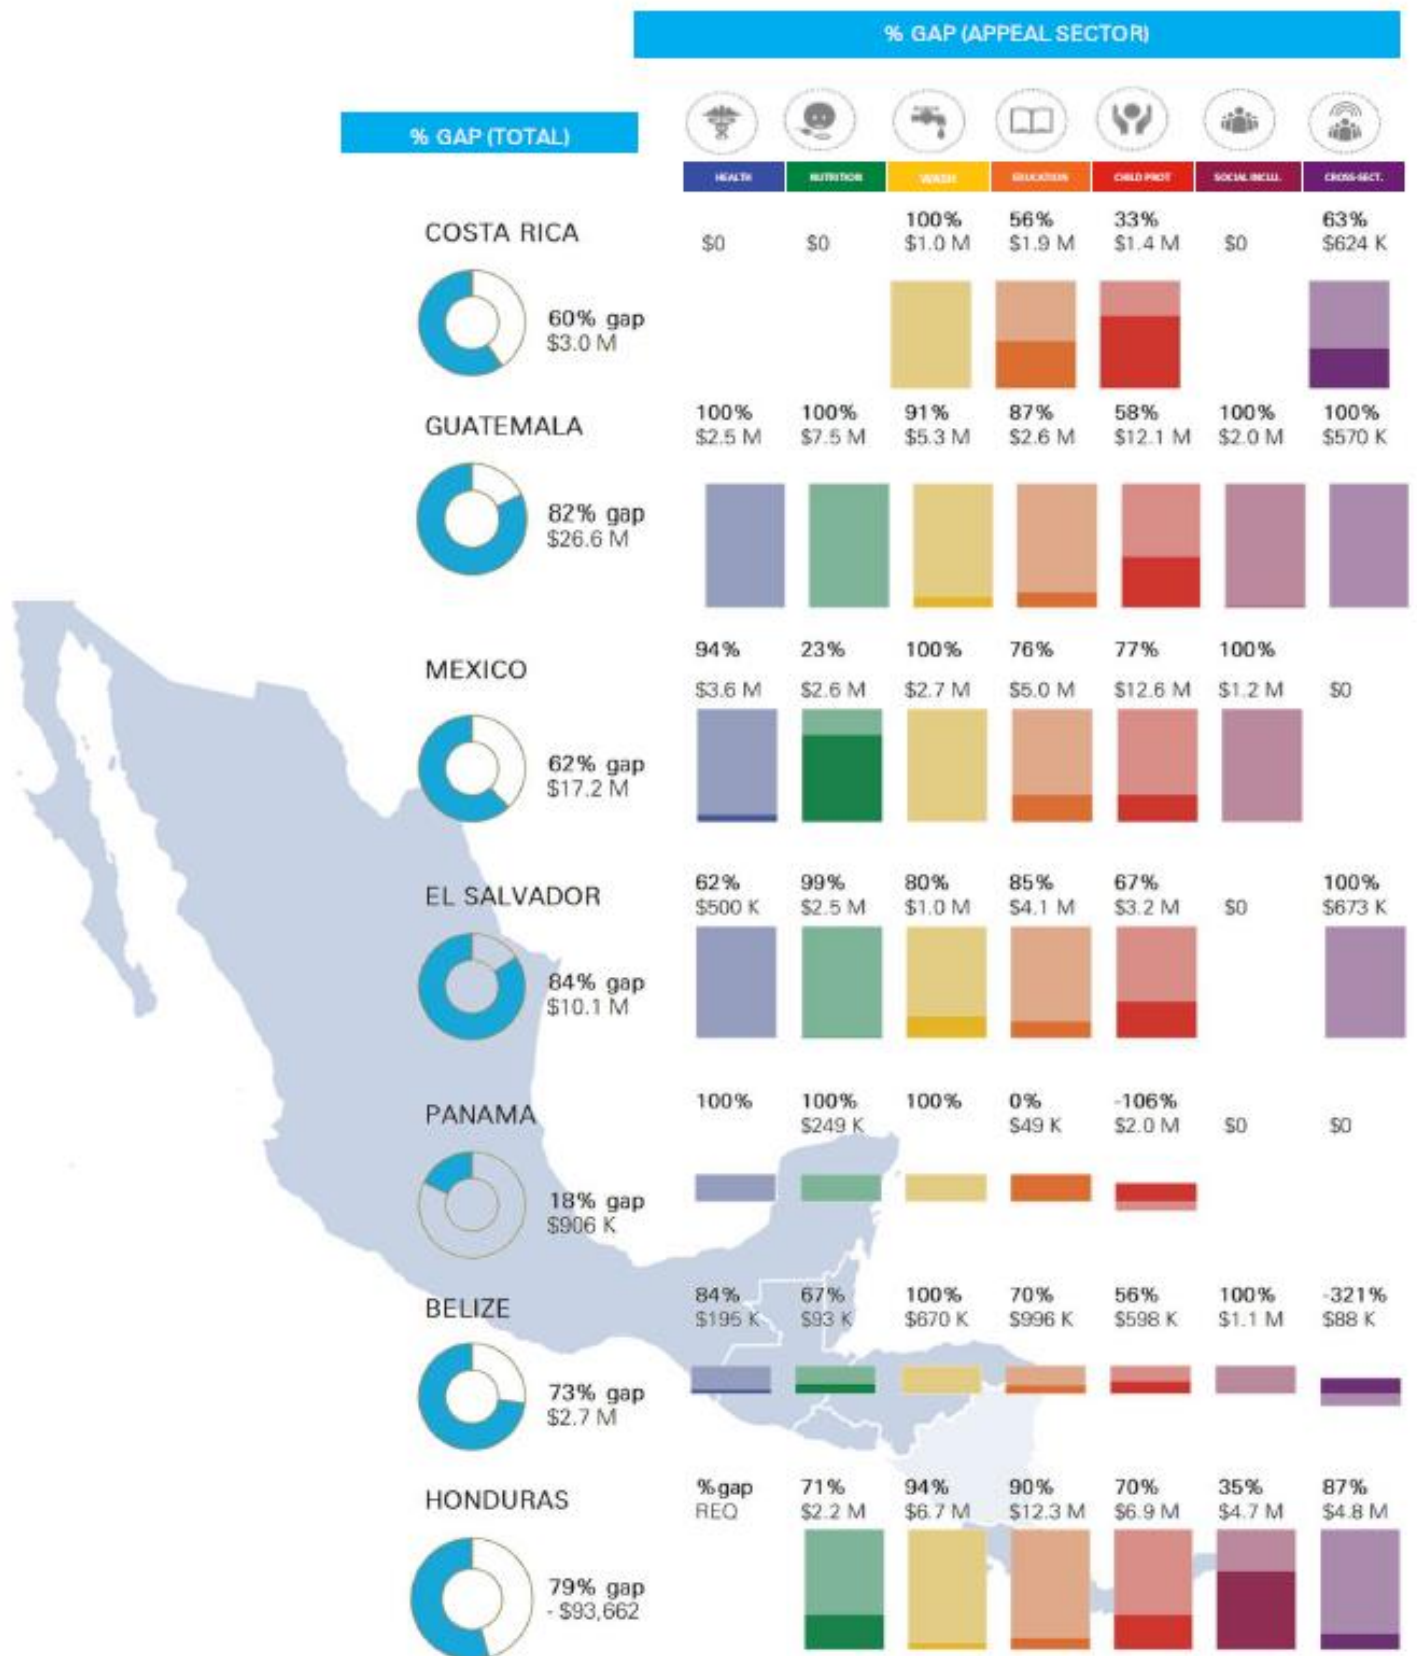 % GAP (APPEAL SECTOR)
% GAP (TOTAL)
HEALTH NUTRITION WASH EDUCATION CHILD PROT SOCIAL INCLU. CROSS-SECT.
COSTA RICA
60% gap
$3.0 M
100% 56% 33% 63%
$0 $0 $1.0 M $1.9 M $1.4 M $0 $624 K
GUATEMALA
82% gap
$26.6 M
100% 100% 91% 87% 58% 100% 100%
$2.5 M $7.5 M $5.3 M $2.6 M $12.1 M $2.0 M $570 K
MEXICO
62% gap
$17.2 M
94% 23% 100% 76% 77% 100%
$3.6 M $2.6 M $2.7 M $5.0 M $12.6 M $1.2 M $0
EL SALVADOR
84% gap
$10.1 M
62% 99% 80% 85% 67% 100%
$500 K $2.5 M $1.0 M $4.1 M $3.2 M $0 $673 K
PANAMA
18% gap
$906 K
100% 100% 100% 0% -106%
$249 K $49 K $2.0 M $0 $0
BELIZE
73% gap
$2.7 M
84% 67% 100% 70% 56% 100% -321%
$195 K $93 K $670 K $996 K $598 K $1.1 M $88 K
HONDURAS
79% gap
- $93,662
% gap 71% 94% 90% 70% 35% 87%
REQ $2.2 M $6.7 M $12.3 M $6.9 M $4.7 M $4.8 M